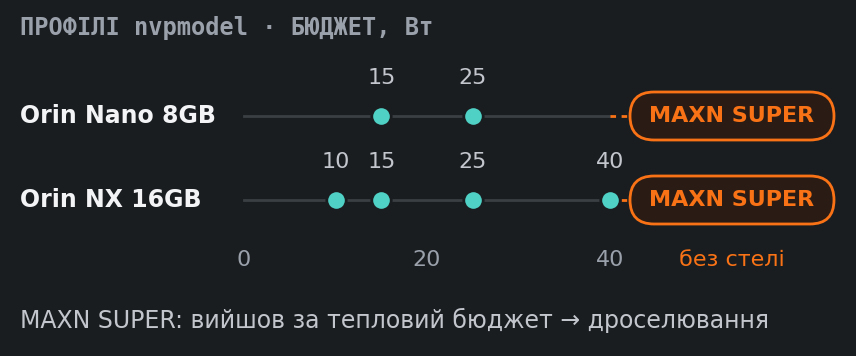 ПРОФІЛІ nvpmodel · БЮДЖЕТ, Вт
15 25
Orin Nano 8GB MAXN SUPER
10 15 25 40
Orin NX 16GB MAXN SUPER
0 20 40 без стелі
MAXN SUPER: вийшов за тепловий бюджет → дроселювання